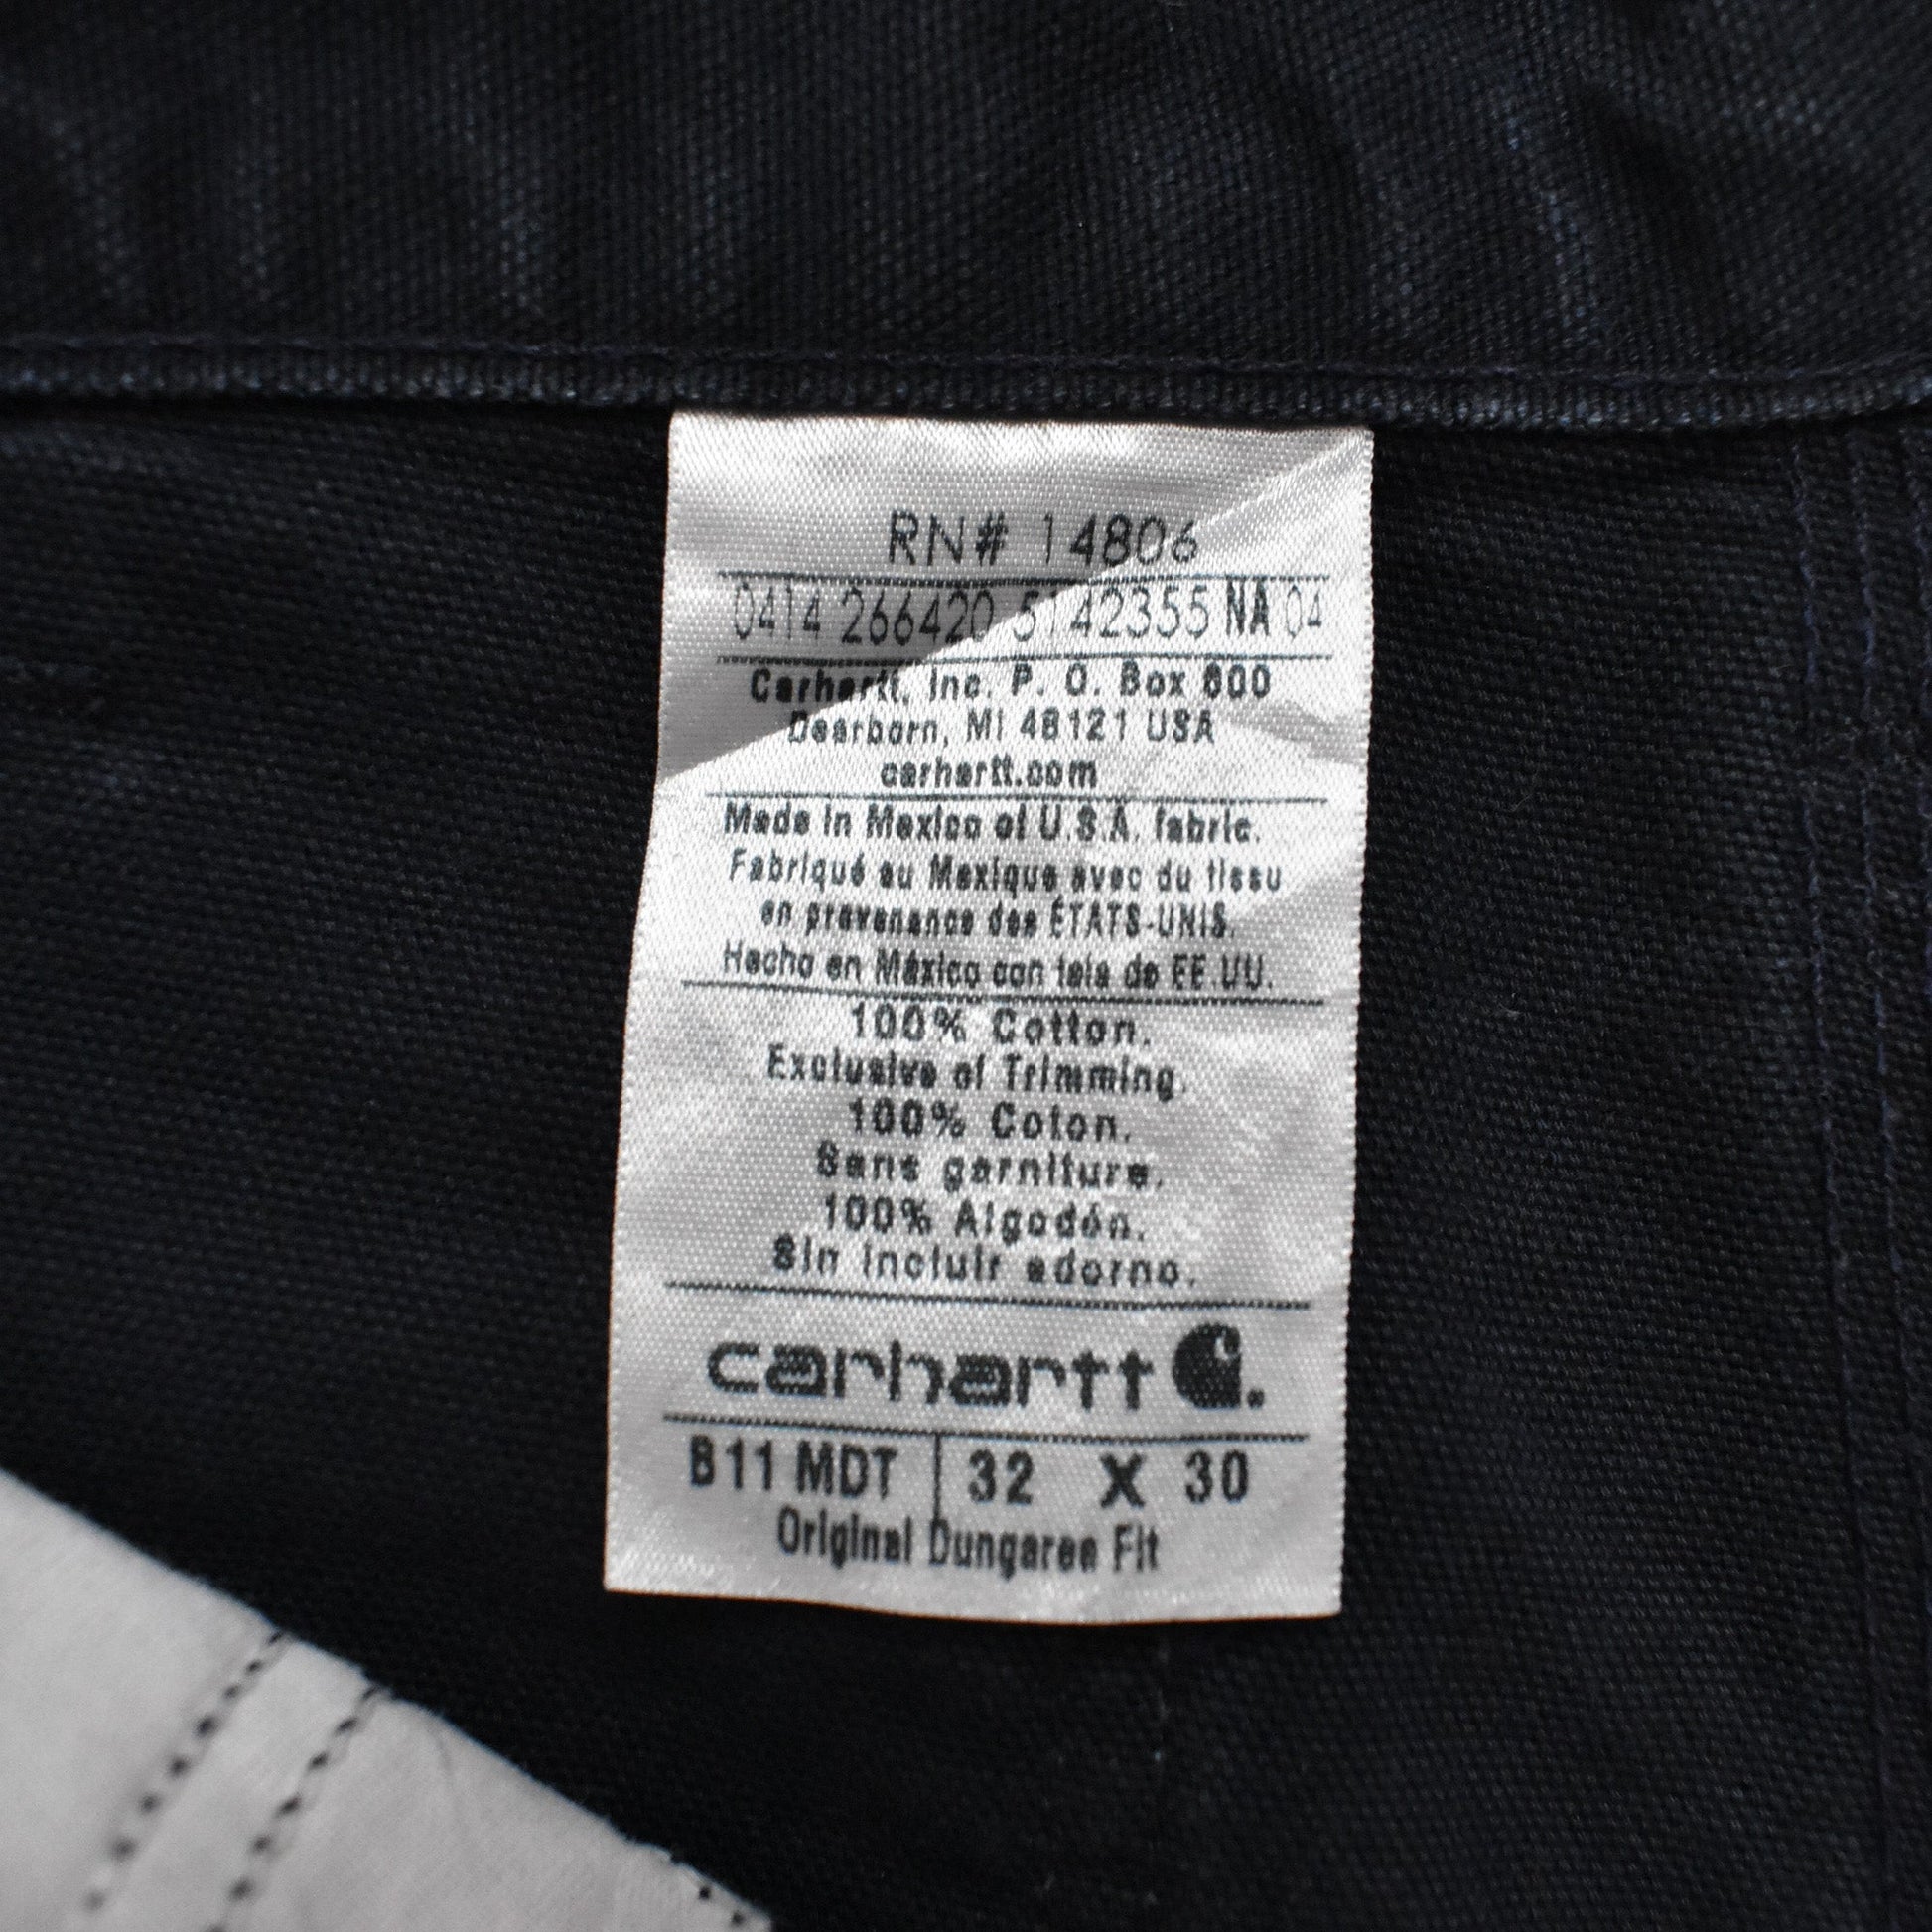 RN# 14806
0414 266420 5142355 NA 04
Carhartt, Inc. P. O. Box 600
Dearborn, MI 48121 USA
carhartt.com
Made in Mexico of U.S.A. fabric.
Fabriqué au Mexique avec du tissu
en provenance des ÉTATS-UNIS.
Hecho en México con tela de EE.UU.
100% Cotton.
Exclusive of Trimming.
100% Coton.
Sans garniture.
100% Algodón.
Sin incluir adorno.
carhartt
B11 MDT 32 X 30
Original Dungaree Fit